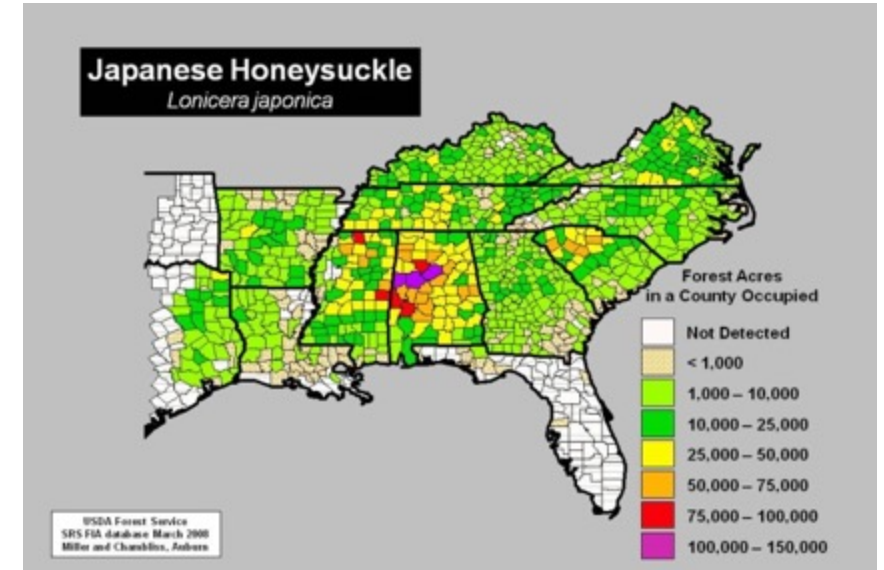 Japanese Honeysuckle
Lonicera japonica
Forest Acres
in a County Occupied
Not Detected
< 1,000
1,000 – 10,000
10,000 – 25,000
25,000 – 50,000
50,000 – 75,000
75,000 – 100,000
100,000 – 150,000
USDA Forest Service
SRS FIA database March 2008
Miller and Chambliss, Auburn